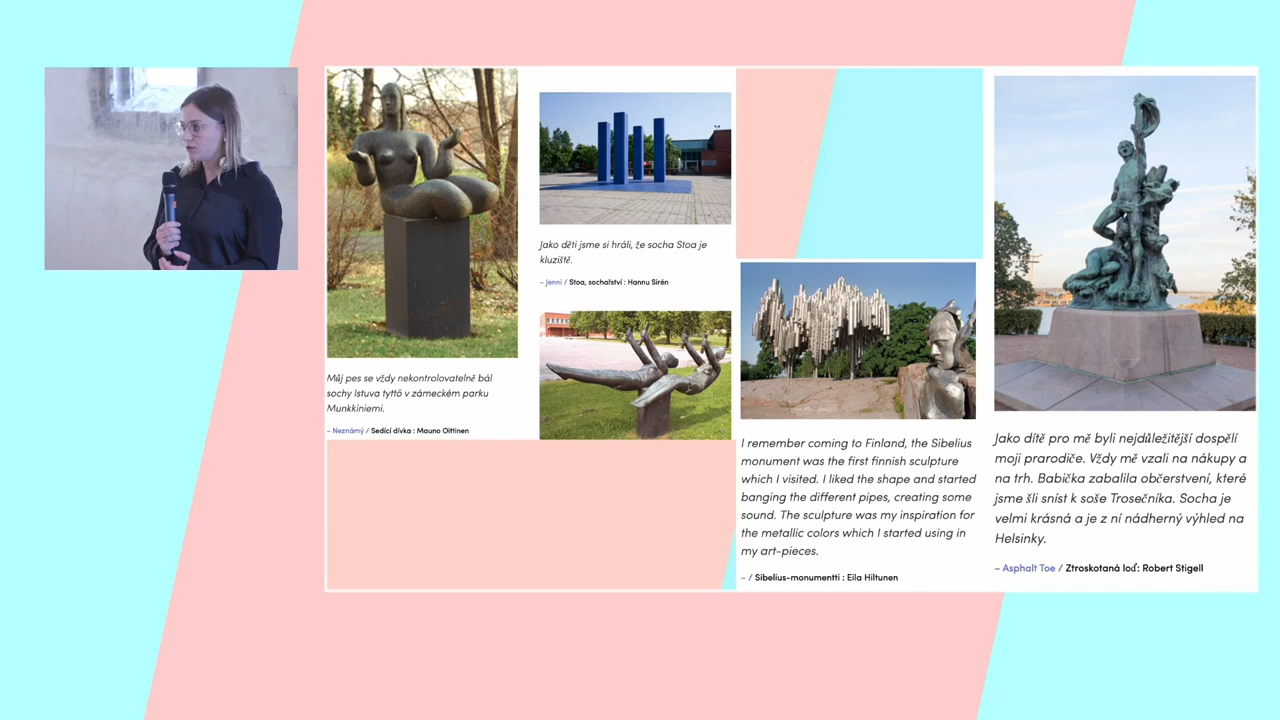 Můj pes se vždy nekontrolovatelně bál
sochy Istuva tyttö v zámeckém parku
Munkkiniemi.
– Neznámý / Sedící dívka : Mauno Oittinen
Jako děti jsme si hráli, že socha Stoa je
kluziště.
– Jenni / Stoa, sochařství : Hannu Sirén
I remember coming to Finland, the Sibelius
monument was the first finnish sculpture
which I visited. I liked the shape and started
banging the different pipes, creating some
sound. The sculpture was my inspiration for
the metallic colors which I started using in
my art-pieces.
– / Sibelius-monumentti : Eila Hiltunen
Jako dítě pro mě byli nejdůležitější dospělí
moji prarodiče. Vždy mě vzali na nákupy a
na trh. Babička zabalila občerstvení, které
jsme šli sníst k soše Trosečníka. Socha je
velmi krásná a je z ní nádherný výhled na
Helsinky.
– Asphalt Toe / Ztroskotaná loď: Robert Stigell